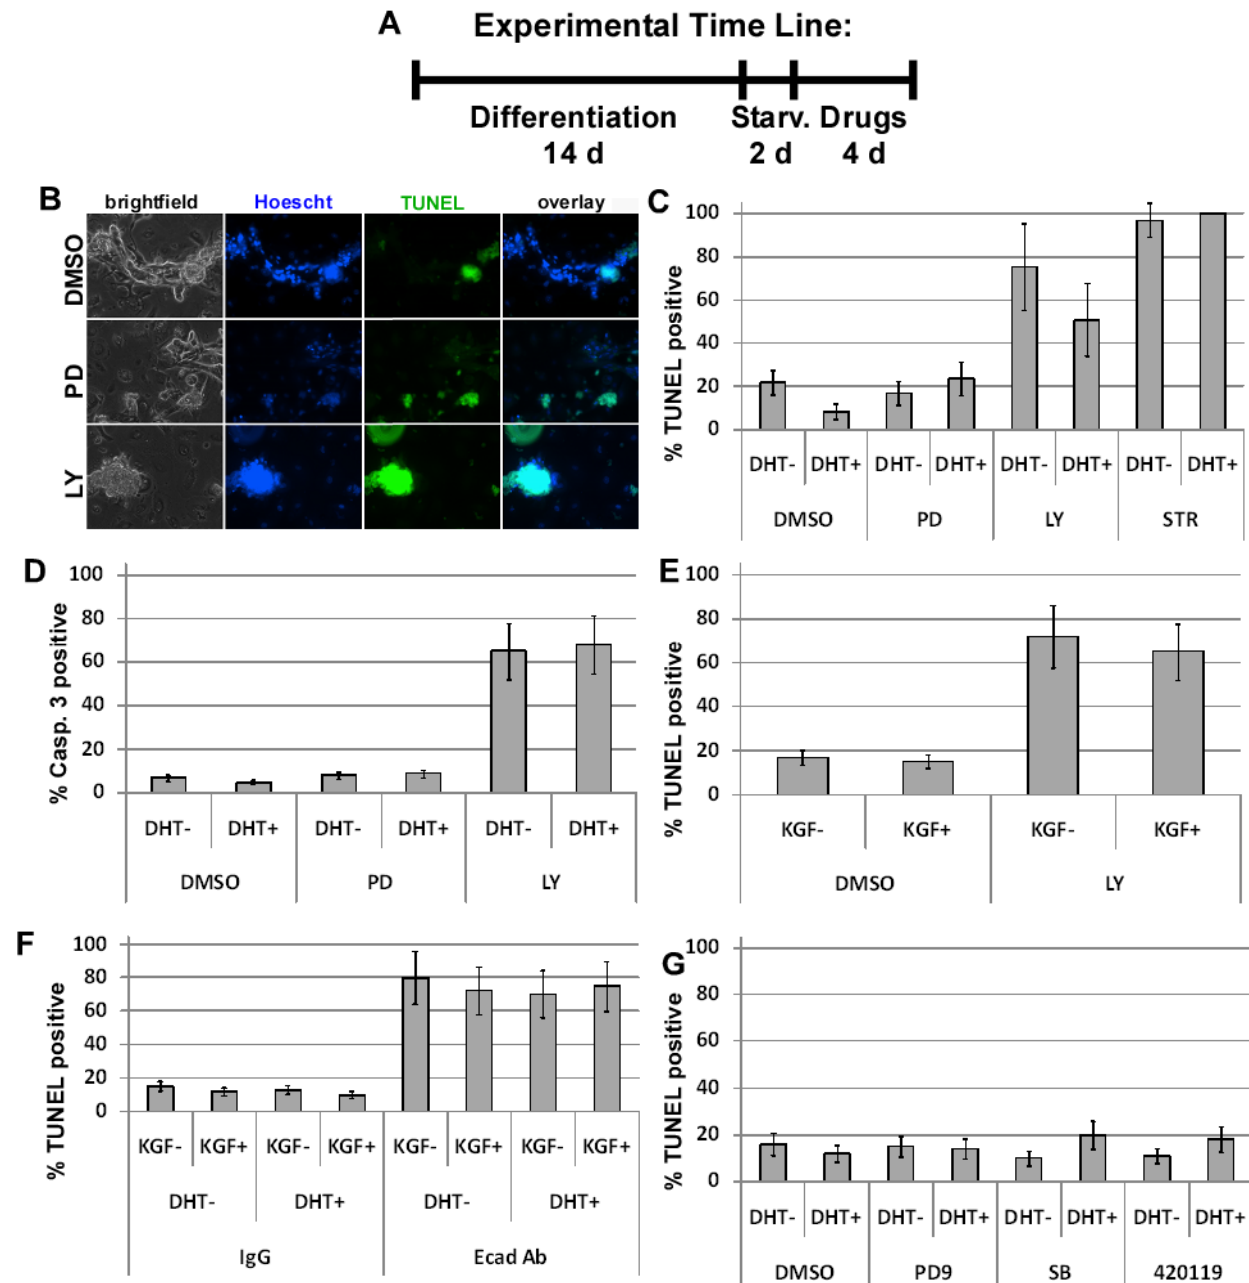 A
Experimental Time Line:
Differentiation Starv. Drugs
14 d 2 d 4 d
B
brightfield Hoescht TUNEL overlay
DMSO
PD
LY
C
% TUNEL positive
100
80
60
40
20
0
DHT- DHT+ DHT- DHT+ DHT- DHT+ DHT- DHT+
DMSO PD LY STR
D
% Casp. 3 positive
100
80
60
40
20
0
DHT- DHT+ DHT- DHT+ DHT- DHT+
DMSO PD LY
E
% TUNEL positive
100
80
60
40
20
0
KGF- KGF+ KGF- KGF+
DMSO LY
F
% TUNEL positive
100
80
60
40
20
0
KGF- KGF+ KGF- KGF+ KGF- KGF+ KGF- KGF+
DHT- DHT+ DHT- DHT+
IgG Ecad Ab
G
% TUNEL positive
100
80
60
40
20
0
DHT- DHT+ DHT- DHT+ DHT- DHT+ DHT- DHT+
DMSO PD9 SB 420119